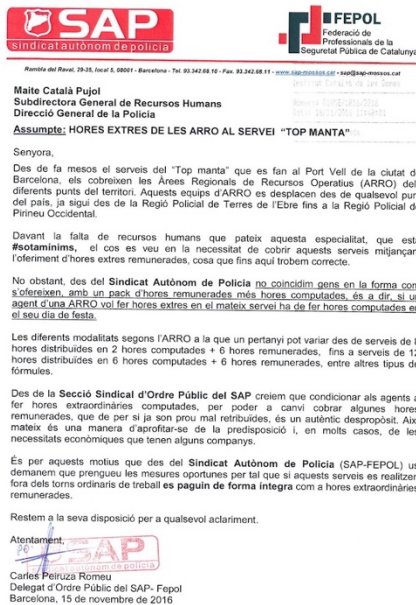 SAP
sindicat autònom de policia
FEPOL
Federació de
Professionals de la
Seguretat Pública de Catalunya
Rambla del Raval, 29-35, local 5, 08001 - Barcelona - Tel. 93.342.68.10 - Fax. 93.342.68.11 - www.sap-mossos.cat - sap@sap-mossos.cat
Maite Català Pujol
Subdirectora General de Recursos Humans
Direcció General de la Policia
Assumpte: HORES EXTRES DE LES ARRO AL SERVEI "TOP MANTA"
Senyora,
Des de fa mesos el serveis del "Top manta" que es fan al Port Vell de la ciutat de
Barcelona, els cobreixen les Àrees Regionals de Recursos Operatius (ARRO) dels
diferents punts del territori. Aquests equips d'ARRO es desplacen des de qualsevol punt
del país, ja sigui des de la Regió Policial de Terres de l'Ebre fins a la Regió Policial de
Pirineu Occidental.
Davant la falta de recursos humans que pateix aquesta especialitat, que està
#sotaminims, el cos es veu en la necessitat de cobrir aquests serveis mitjançant
l'oferiment d'hores extres remunerades, cosa que fins aquí trobem correcte.
No obstant, des del Sindicat Autònom de Policia no coincidim gens en la forma com
s'ofereixen, amb un pack d'hores remunerades més hores computades, és a dir, si un
agent d'una ARRO vol fer hores extres en el mateix servei ha de fer hores computades en
el seu dia de festa.
Les diferents modalitats segons l'ARRO a la que un pertanyi pot variar des de serveis de 8
hores distribuïdes en 2 hores computades + 6 hores remunerades, fins a serveis de 12
hores distribuïdes en 6 hores computades + 6 hores remunerades, entre altres tipus de
fórmules.
Des de la Secció Sindical d'Ordre Públic del SAP creiem que condicionar als agents a
fer hores extraordinàries computades, per poder a canvi cobrar algunes hores
remunerades, que de per si ja son prou mal retribuïdes, és un autèntic despropòsit. Així
mateix és una manera d'aprofitar-se de la predisposició i, en molts casos, de les
necessitats econòmiques que tenen alguns companys.
És per aquests motius que des del Sindicat Autònom de Policia (SAP-FEPOL) us
demanem que prengueu les mesures oportunes per tal que si aquests serveis es realitzen
fora dels torns ordinaris de treball es paguin de forma íntegra com a hores extraordinàries
remunerades.
Restem a la seva disposició per a qualsevol aclariment.
Atentament,
SAP
Carles Peiruza Romeu
Delegat d'Ordre Públic del SAP- Fepol
Barcelona, 15 de novembre de 2016